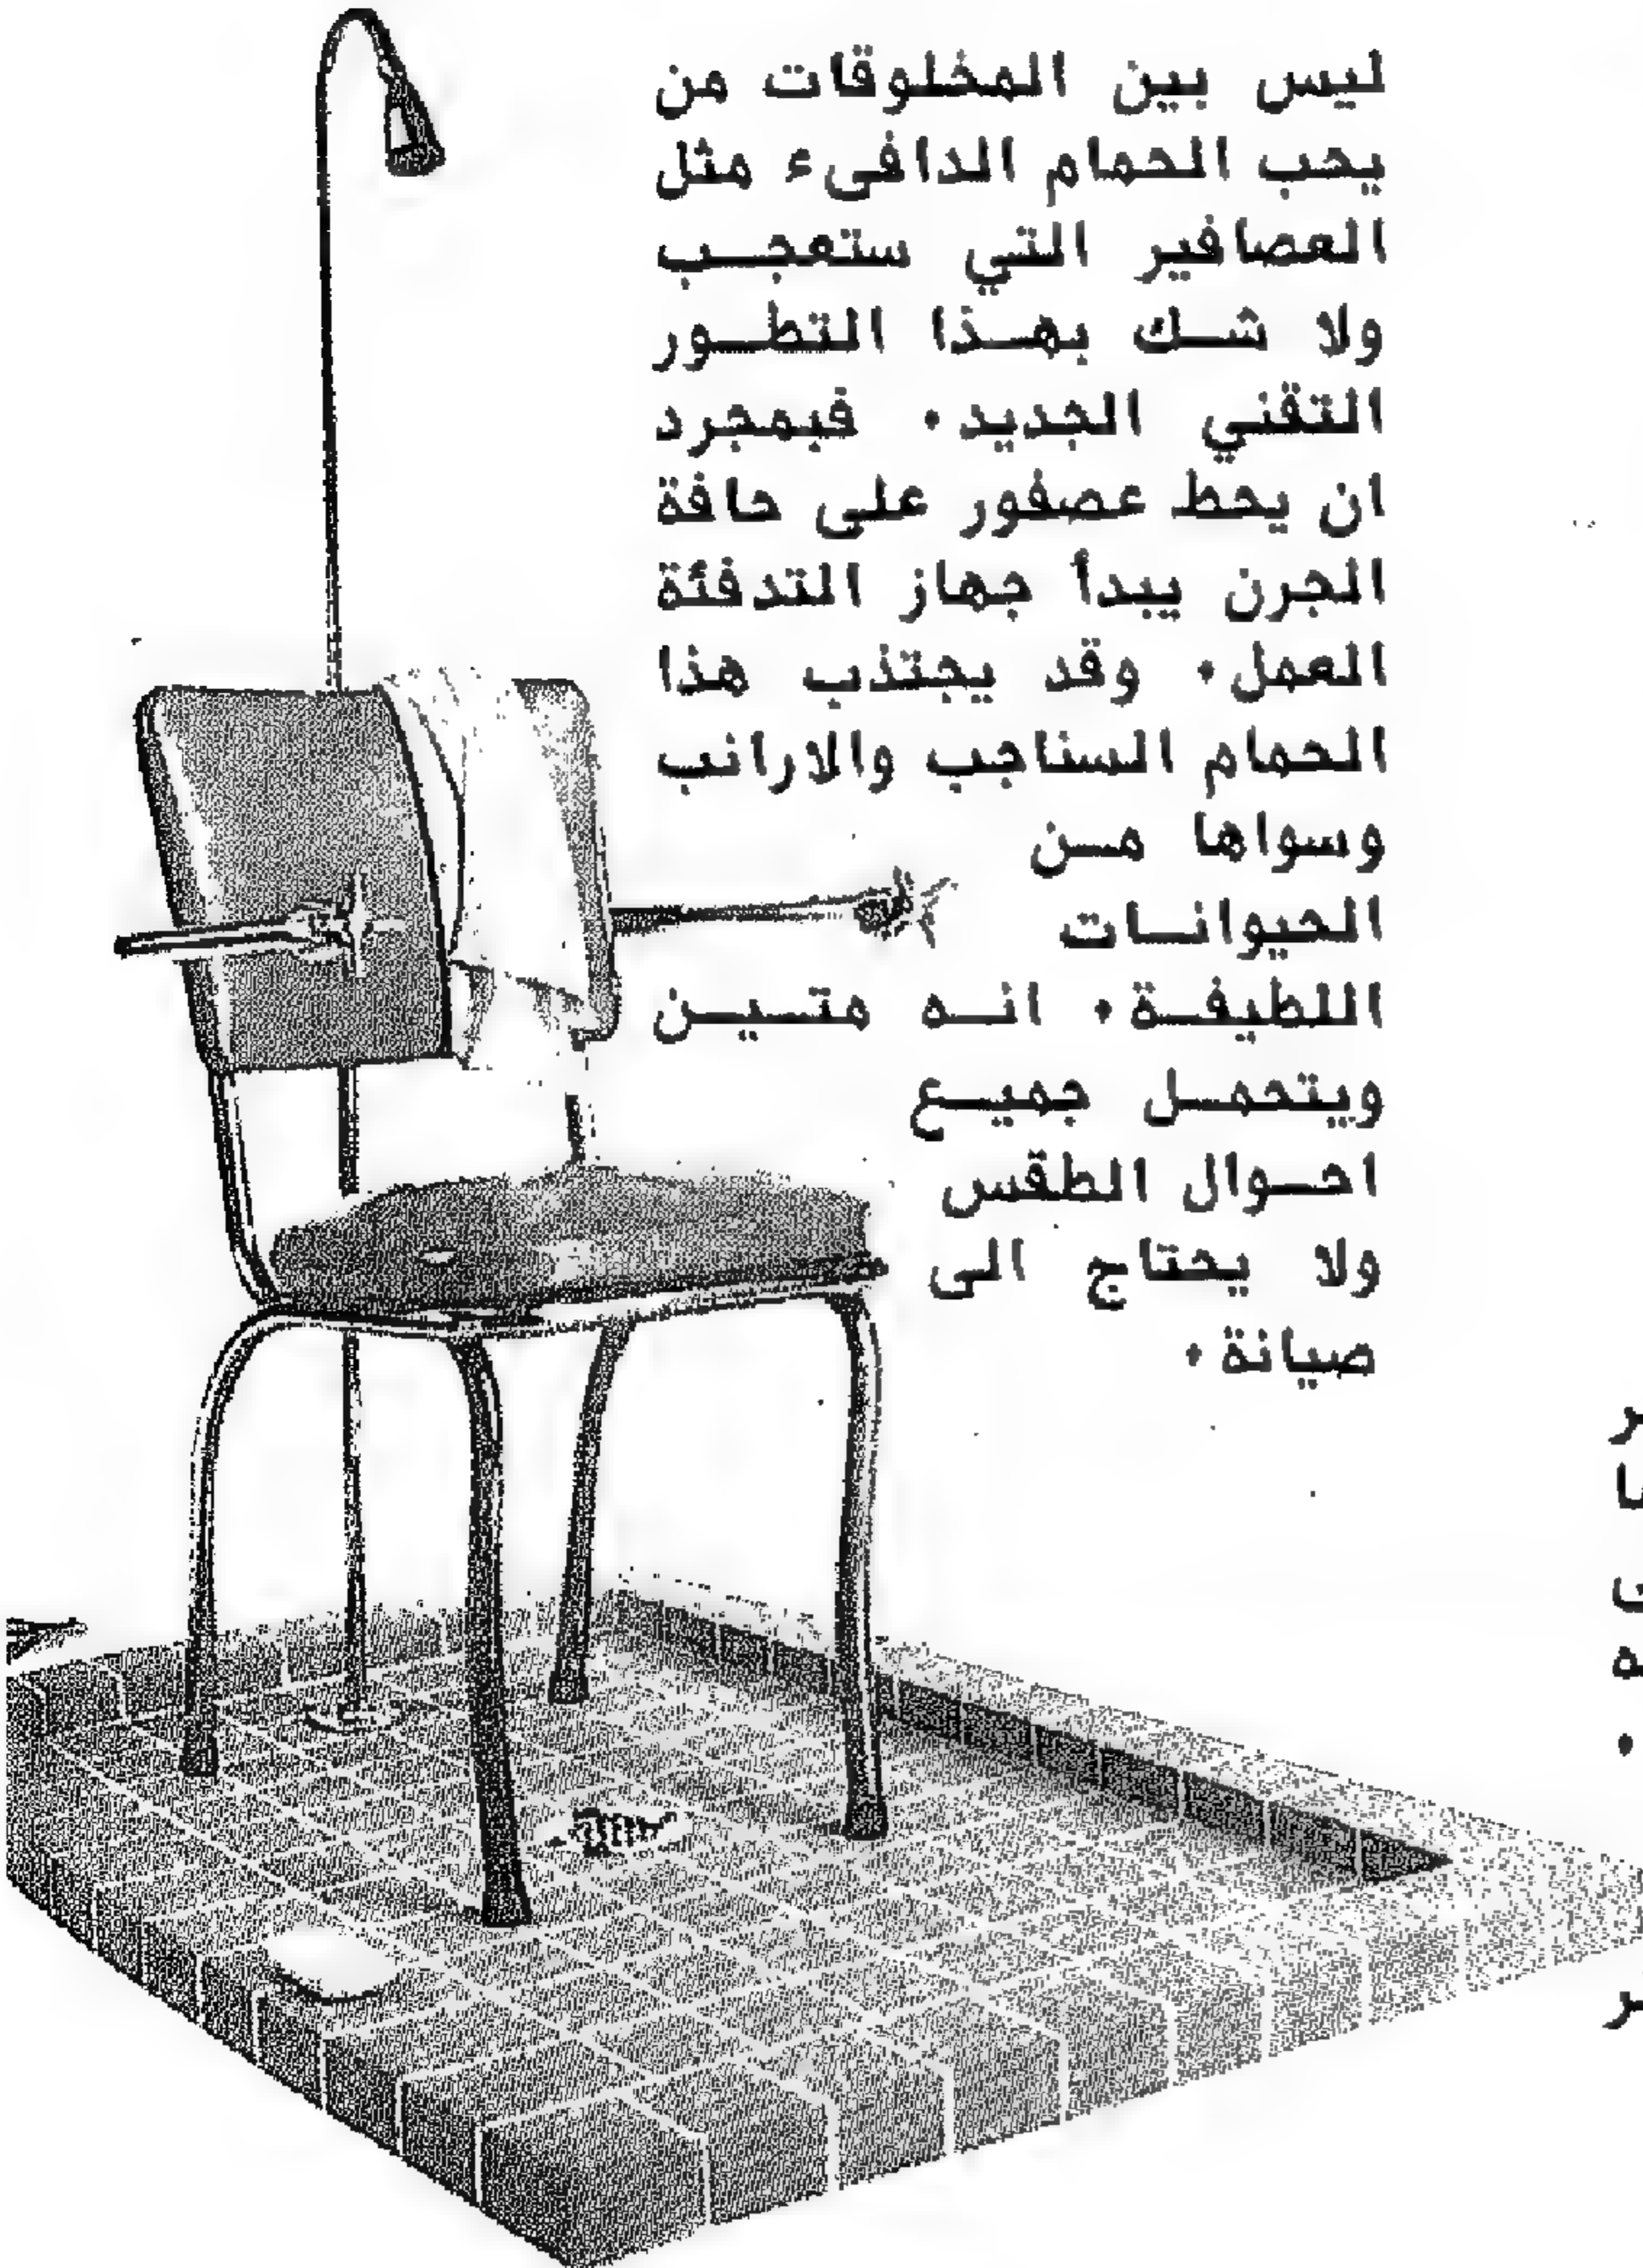 ليس بين المخلوقات من
يحب الحمام الدافىء مثل
العصافير التي ستعجب
ولا شك بهذا التطور
التقني الجديد. فبمجرد
ان يحط عصفور على حافة
الجرن يبدأ جهاز التدفئة
العمل. وقد يجتذب هذا
الحمام السناجب والارانب
وسواها من
الحيوانات
اللطيفة. انه متين
ويتحمل جميع
احوال الطقس
ولا يحتاج الى
صيانة.